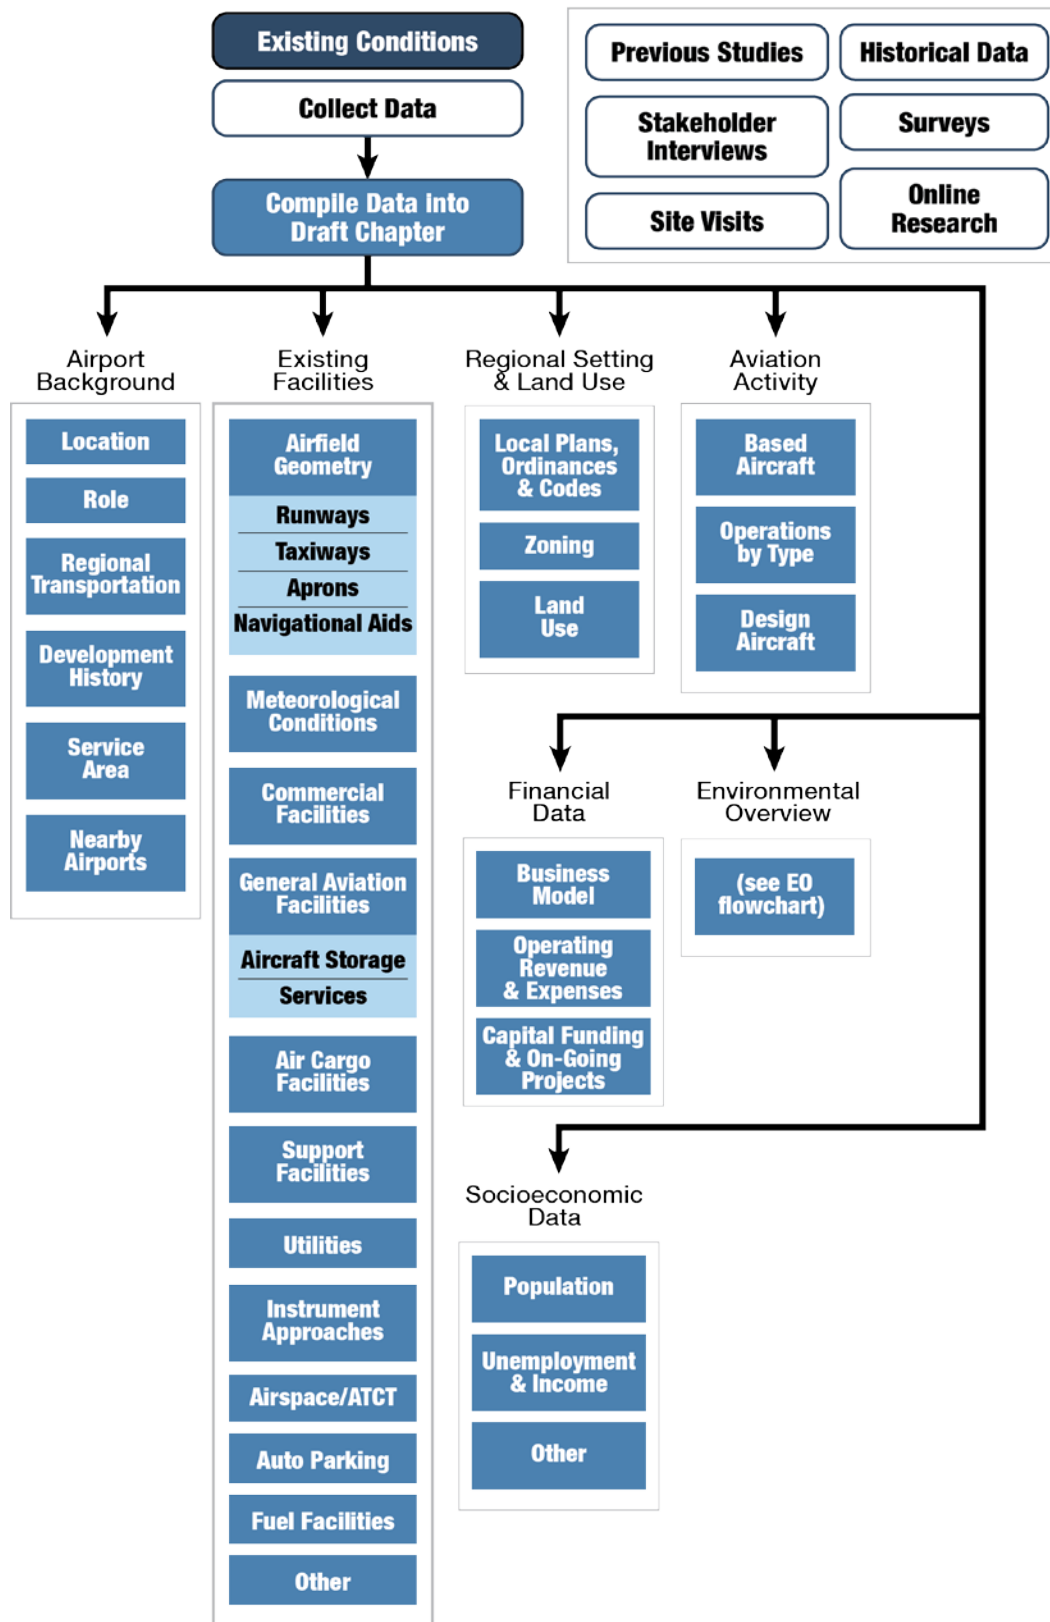 Existing Conditions
Collect Data
Compile Data into
Draft Chapter
Previous Studies
Historical Data
Stakeholder
Interviews
Surveys
Site Visits
Online
Research
Airport
Background
Location
Role
Regional
Transportation
Development
History
Service
Area
Nearby
Airports
Existing
Facilities
Airfield
Geometry
Runways
Taxiways
Aprons
Navigational Aids
Meteorological
Conditions
Commercial
Facilities
General Aviation
Facilities
Aircraft Storage
Services
Air Cargo
Facilities
Support
Facilities
Utilities
Instrument
Approaches
Airspace/ATCT
Auto Parking
Fuel Facilities
Other
Regional Setting
& Land Use
Local Plans,
Ordinances
& Codes
Zoning
Land
Use
Aviation
Activity
Based
Aircraft
Operations
by Type
Design
Aircraft
Financial
Data
Business
Model
Operating
Revenue
& Expenses
Capital Funding
& On-Going
Projects
Environmental
Overview
(see EO
flowchart)
Socioeconomic
Data
Population
Unemployment
& Income
Other